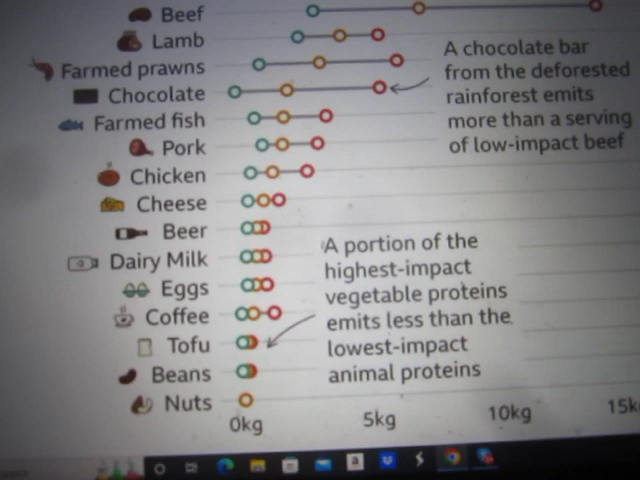 Beef
Lamb
Farmed prawns
Chocolate
Farmed fish
Pork
Chicken
Cheese
Beer
Dairy Milk
Eggs
Coffee
Tofu
Beans
Nuts
A chocolate bar
from the deforested
rainforest emits
more than a serving
of low-impact beef
A portion of the
highest-impact
vegetable proteins
emits less than the
lowest-impact
animal proteins
0kg 5kg 10kg 15k
a